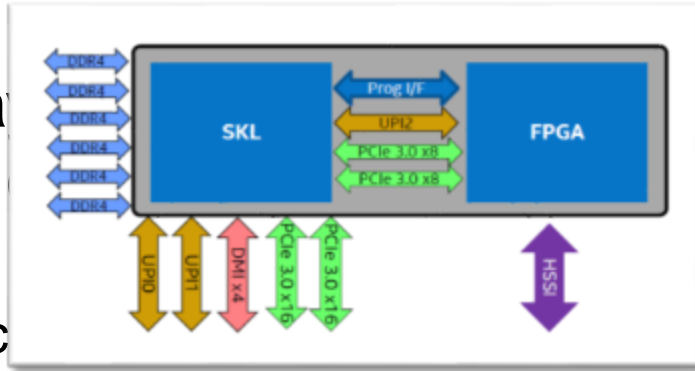 DDR4
DDR4
DDR4
DDR4
DDR4
DDR4
SKL
Prog I/F
UPI2
PCIe 3.0 x8
PCIe 3.0 x8
FPGA
UPI0
UPI1
DMI x4
PCIe 3.0 x16
PCIe 3.0 x16
HSSI